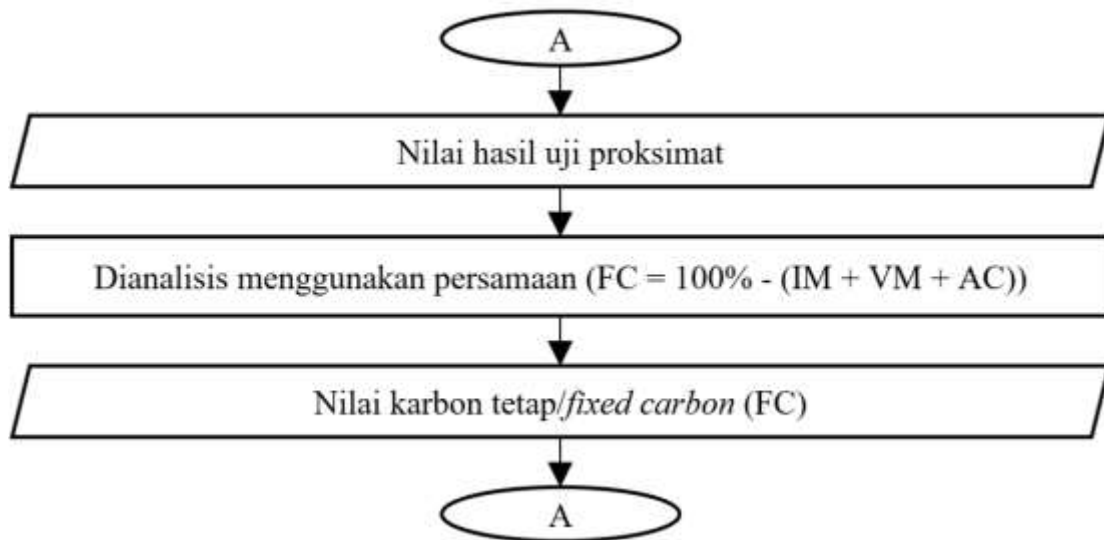 A
Nilai hasil uji proksimat
Dianalisis menggunakan persamaan (FC = 100% - (IM + VM + AC))
Nilai karbon tetap/fixed carbon (FC)
A